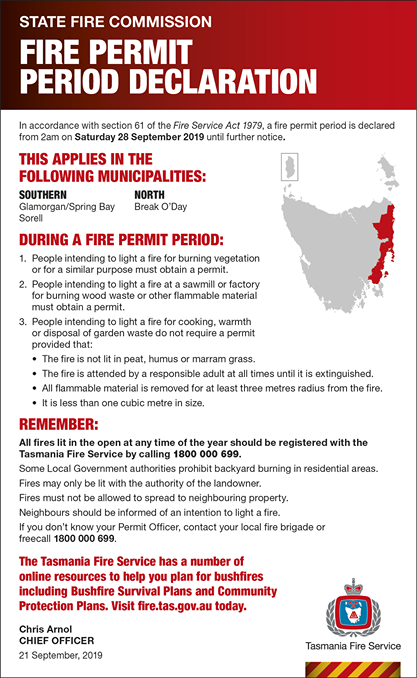 STATE FIRE COMMISSION
FIRE PERMIT
PERIOD DECLARATION
In accordance with section 61 of the Fire Service Act 1979, a fire permit period is declared
from 2am on Saturday 28 September 2019 until further notice.
THIS APPLIES IN THE
FOLLOWING MUNICIPALITIES:
SOUTHERN
Glamorgan/Spring Bay
Sorell
NORTH
Break O'Day
DURING A FIRE PERMIT PERIOD:
1. People intending to light a fire for burning vegetation
or for a similar purpose must obtain a permit.
2. People intending to light a fire at a sawmill or factory
for burning wood waste or other flammable material
must obtain a permit.
3. People intending to light a fire for cooking, warmth
or disposal of garden waste do not require a permit
provided that:
• The fire is not lit in peat, humus or marram grass.
• The fire is attended by a responsible adult at all times until it is extinguished.
• All flammable material is removed for at least three metres radius from the fire.
• It is less than one cubic metre in size.
REMEMBER:
All fires lit in the open at any time of the year should be registered with the
Tasmania Fire Service by calling 1800 000 699.
Some Local Government authorities prohibit backyard burning in residential areas.
Fires may only be lit with the authority of the landowner.
Fires must not be allowed to spread to neighbouring property.
Neighbours should be informed of an intention to light a fire.
If you don't know your Permit Officer, contact your local fire brigade or
freecall 1800 000 699.
The Tasmania Fire Service has a number of
online resources to help you plan for bushfires
including Bushfire Survival Plans and Community
Protection Plans. Visit fire.tas.gov.au today.
Chris Arnol
CHIEF OFFICER
21 September, 2019
Tasmania Fire Service